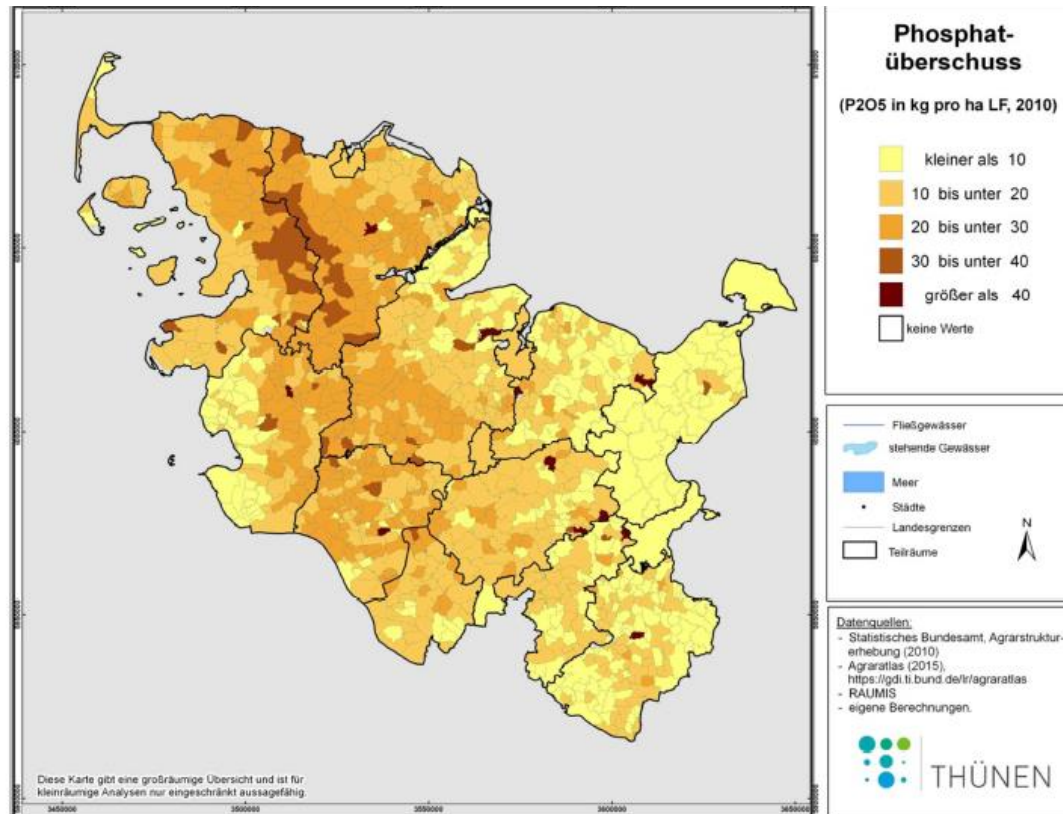 Phosphat-
überschuss
(P2O5 in kg pro ha LF, 2010)
kleiner als 10
10 bis unter 20
20 bis unter 30
30 bis unter 40
größer als 40
keine Werte
Fließgewässer
stehende Gewässer
Meer
Städte
Landesgrenzen
Teilräume
N
Datenquellen:
- Statistisches Bundesamt, Agrarstruktur-
erhebung (2010)
- Agraratlas (2015),
https://gdi.ti.bund.de/lr/agraratlas
- RAUMIS
- eigene Berechnungen.
THÜNEN
Diese Karte gibt eine großräumige Übersicht und ist für
kleinräumige Analysen nur eingeschränkt aussagefähig.
3450000 3500000 3550000 3600000 3650000